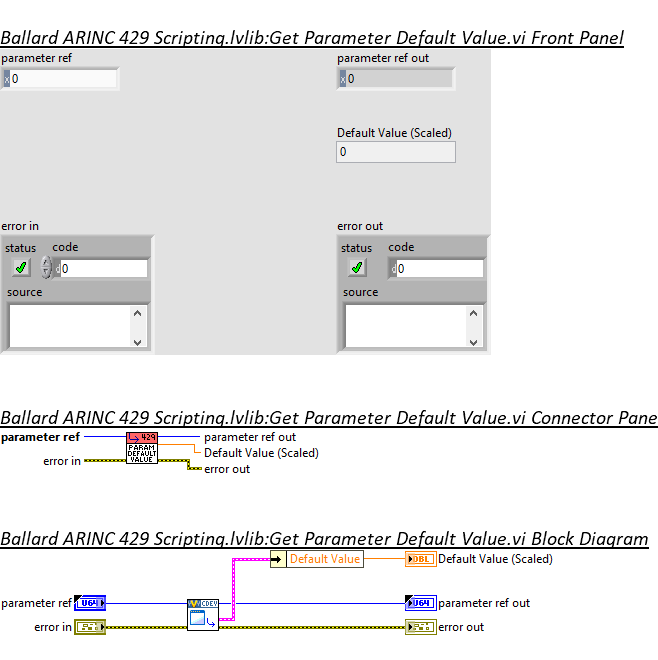 Ballard ARINC 429 Scripting.lvlib:Get Parameter Default Value.vi Front Panel
parameter ref
parameter ref out
x 0
x 0
Default Value (Scaled)
0
error in
error out
status code
status code
d 0
d 0
source
source
Ballard ARINC 429 Scripting.lvlib:Get Parameter Default Value.vi Connector Pane
parameter ref
429
parameter ref out
PARAM
DEFAULT
VALUE
Default Value (Scaled)
error in
error out
Ballard ARINC 429 Scripting.lvlib:Get Parameter Default Value.vi Block Diagram
Default Value
DBL
Default Value (Scaled)
parameter ref
U64
CDEV
U64
parameter ref out
error in
error out